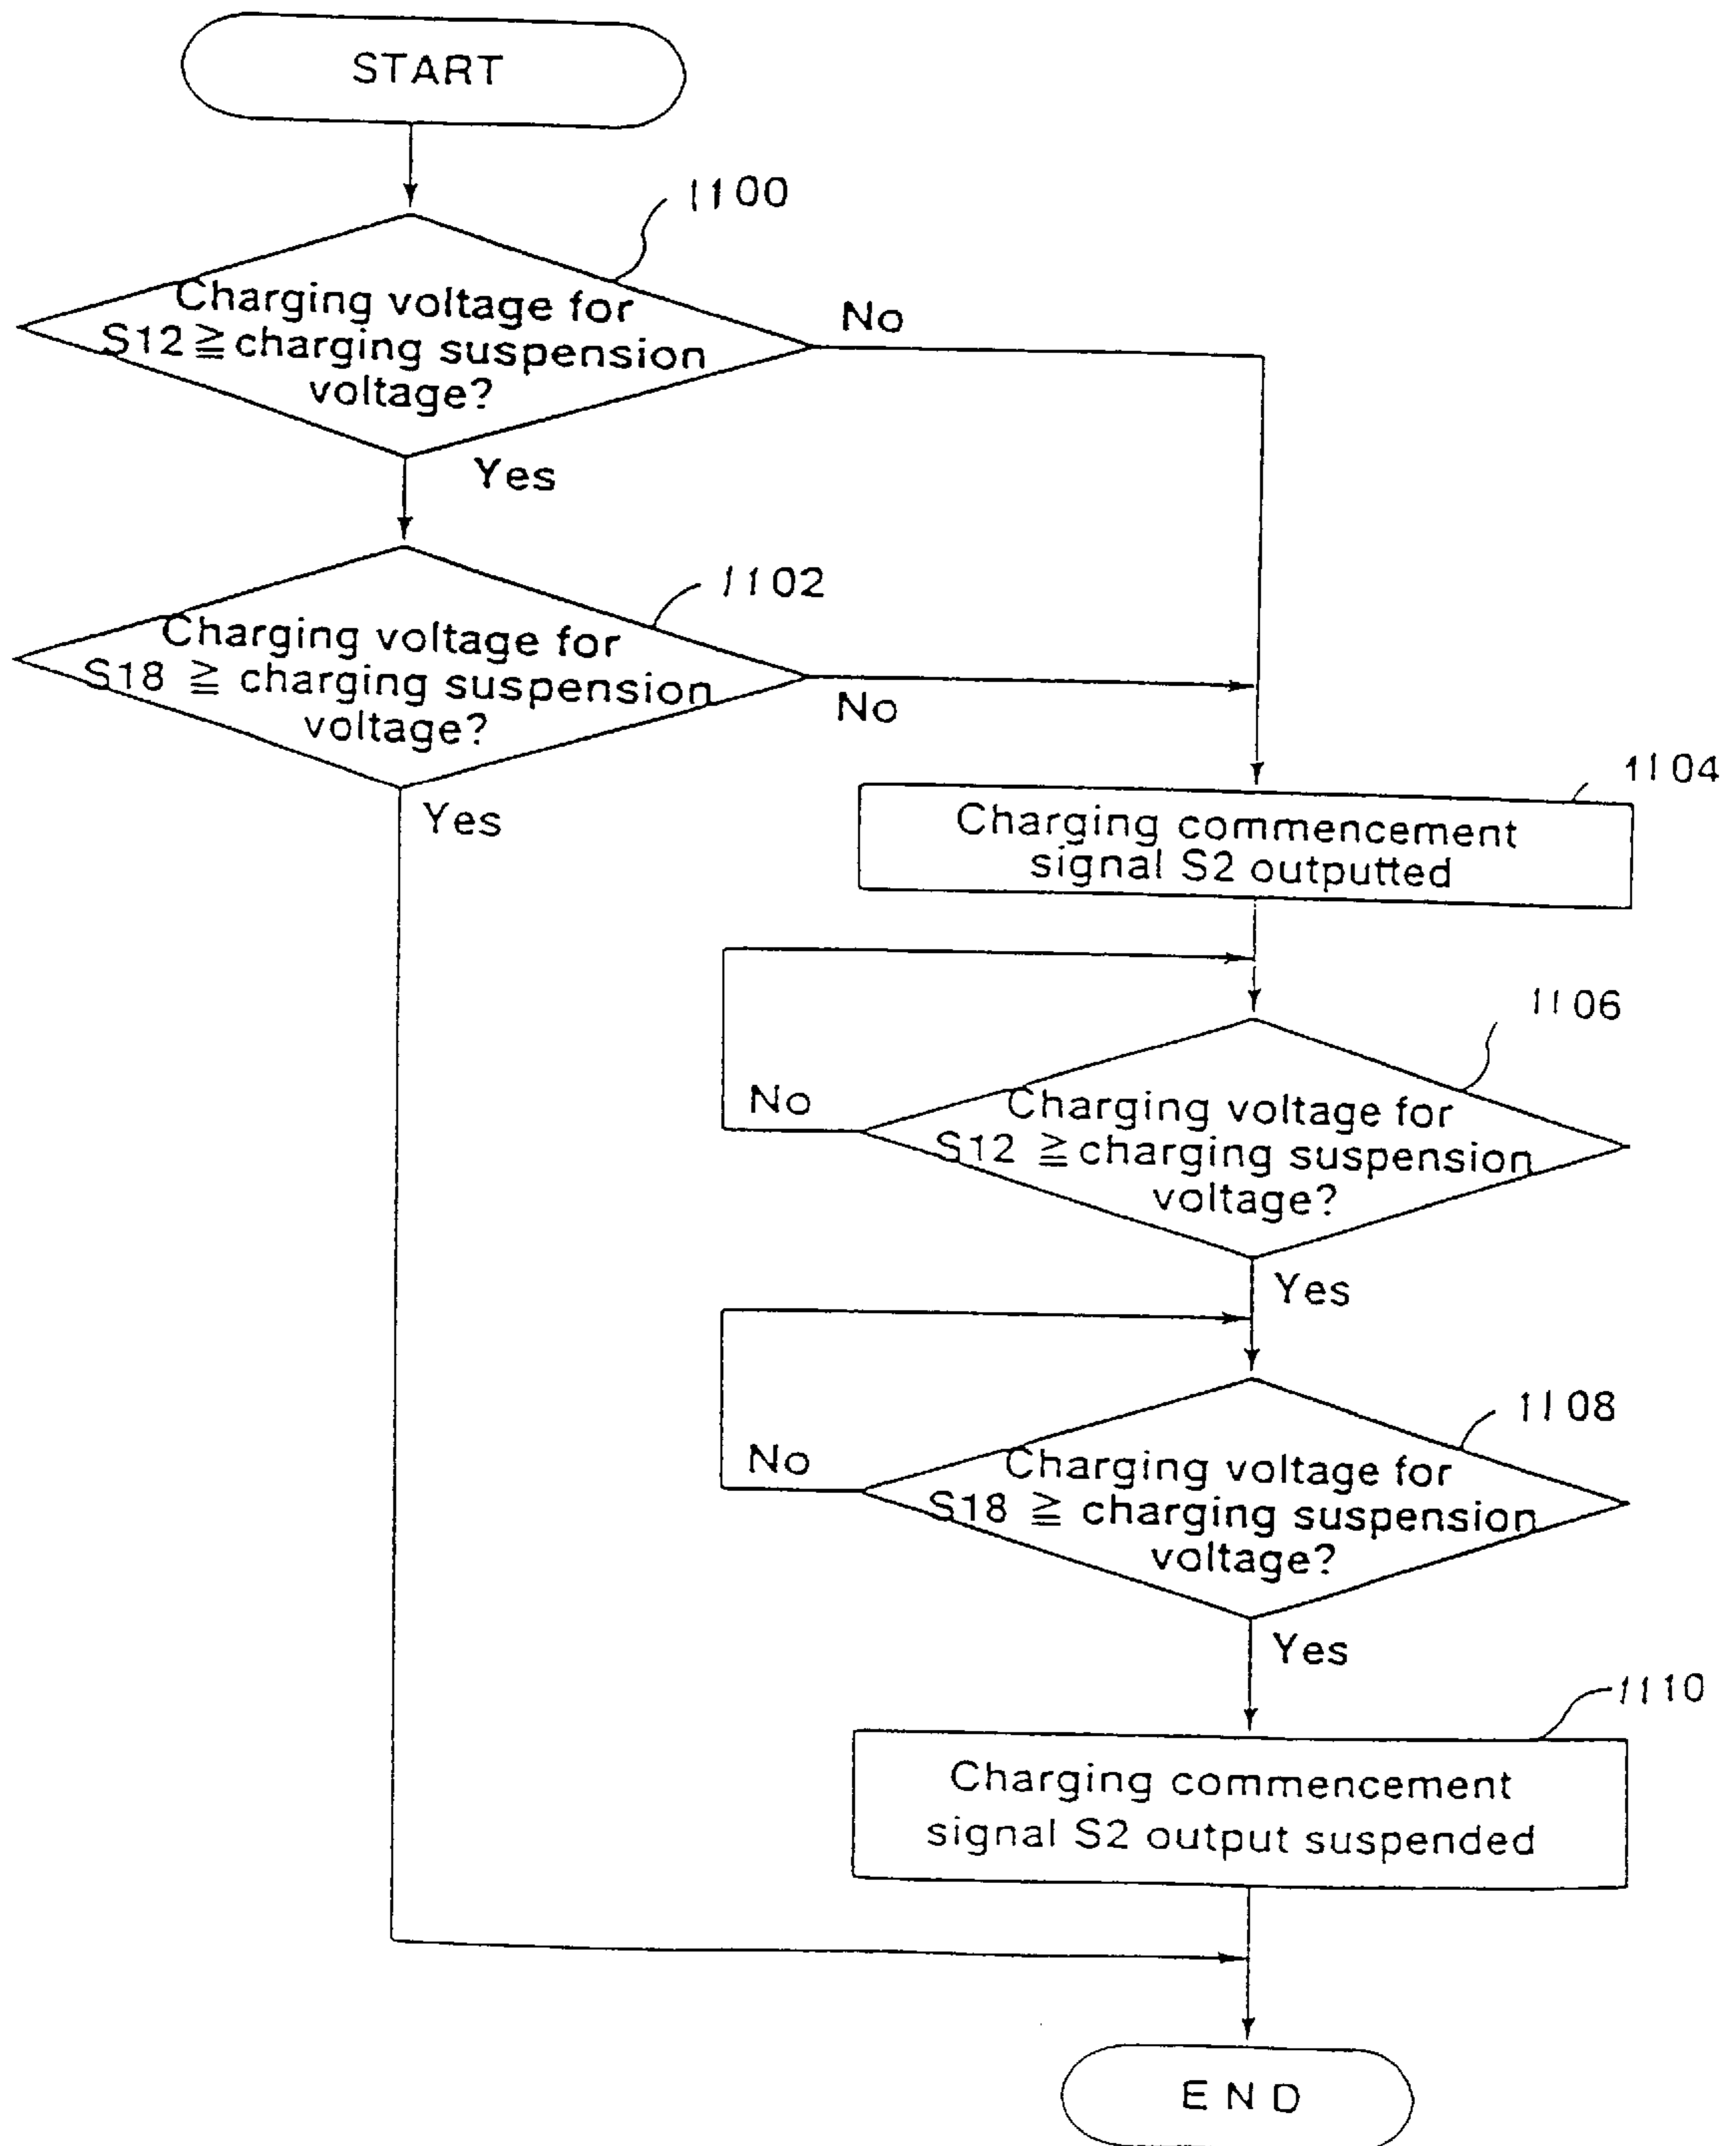 START
1100
Charging voltage for
S12 ≧ charging suspension
voltage?
No
Yes
1102
Charging voltage for
S18 ≧ charging suspension
voltage?
No
Yes
1104
Charging commencement
signal S2 outputted
1106
Charging voltage for
S12 ≧ charging suspension
voltage?
No
Yes
1108
Charging voltage for
S18 ≧ charging suspension
voltage?
No
Yes
1110
Charging commencement
signal S2 output suspended
END